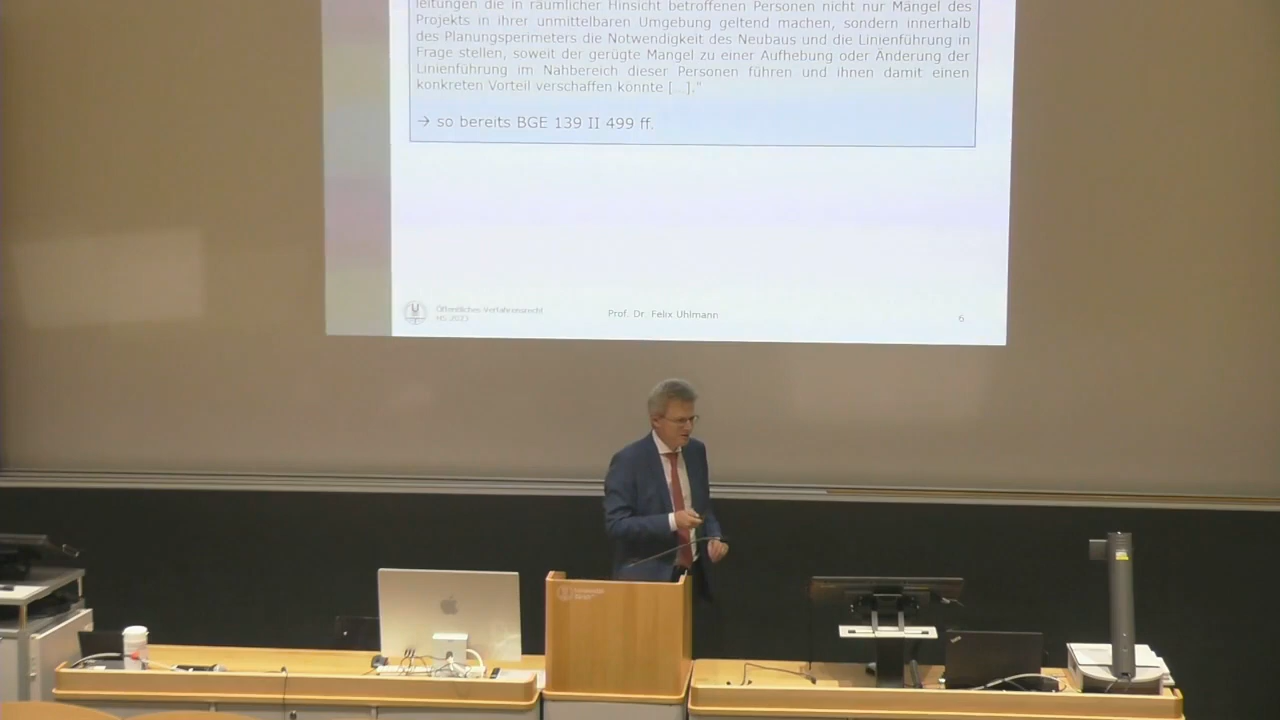 leitungen die in räumlicher Hinsicht betroffenen Personen nicht nur Mängel des
Projekts in ihrer unmittelbaren Umgebung geltend machen, sondern innerhalb
des Planungsperimeters die Notwendigkeit des Neubaus und die Linienführung in
Frage stellen, soweit der gerügte Mangel zu einer Aufhebung oder Änderung der
Linienführung im Nahbereich dieser Personen führen und ihnen damit einen
konkreten Vorteil verschaffen könnte [...]."
→ so bereits BGE 139 II 499 ff.
Öffentliches Verfahrensrecht
HS 2023
Prof. Dr. Felix Uhlmann
6
Universität
Zürich